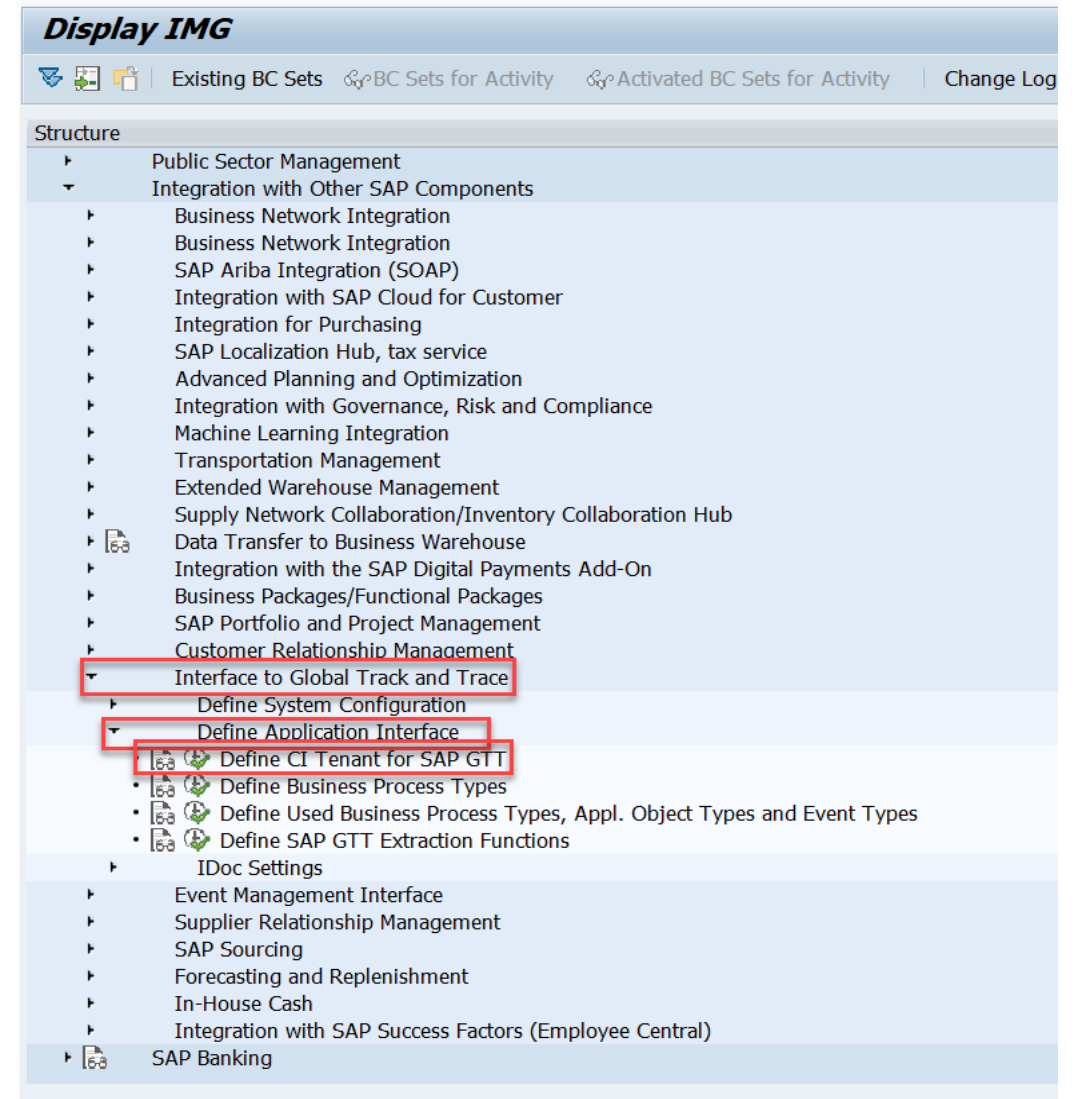 Display IMG
Existing BC Sets BC Sets for Activity Activated BC Sets for Activity Change Log
Structure
Public Sector Management
Integration with Other SAP Components
Business Network Integration
Business Network Integration
SAP Ariba Integration (SOAP)
Integration with SAP Cloud for Customer
Integration for Purchasing
SAP Localization Hub, tax service
Advanced Planning and Optimization
Integration with Governance, Risk and Compliance
Machine Learning Integration
Transportation Management
Extended Warehouse Management
Supply Network Collaboration/Inventory Collaboration Hub
Data Transfer to Business Warehouse
Integration with the SAP Digital Payments Add-On
Business Packages/Functional Packages
SAP Portfolio and Project Management
Customer Relationship Management
Interface to Global Track and Trace
Define System Configuration
Define Application Interface
Define CI Tenant for SAP GTT
Define Business Process Types
Define Used Business Process Types, Appl. Object Types and Event Types
Define SAP GTT Extraction Functions
IDoc Settings
Event Management Interface
Supplier Relationship Management
SAP Sourcing
Forecasting and Replenishment
In-House Cash
Integration with SAP Success Factors (Employee Central)
SAP Banking